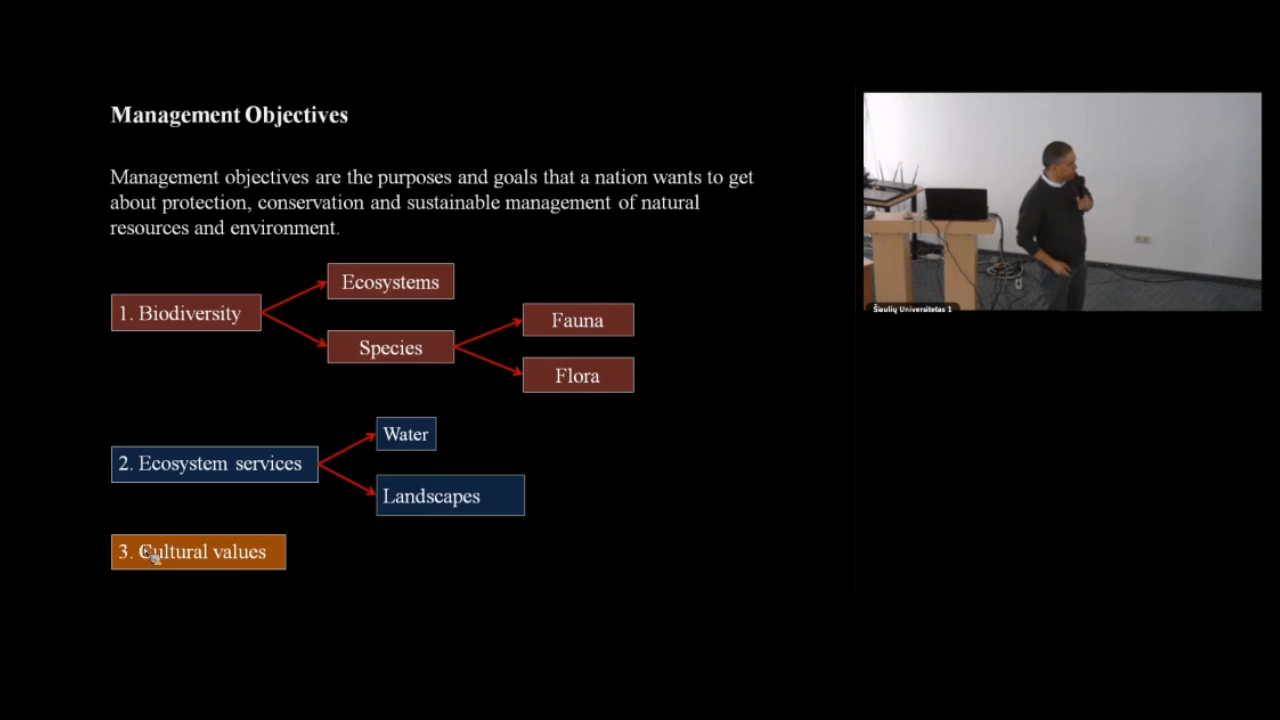 Management Objectives
Management objectives are the purposes and goals that a nation wants to get
about protection, conservation and sustainable management of natural
resources and environment.
Ecosystems
1. Biodiversity
Fauna
Species
Flora
Water
2. Ecosystem services
Landscapes
3. Cultural values
Šiaulių Universitetas 1